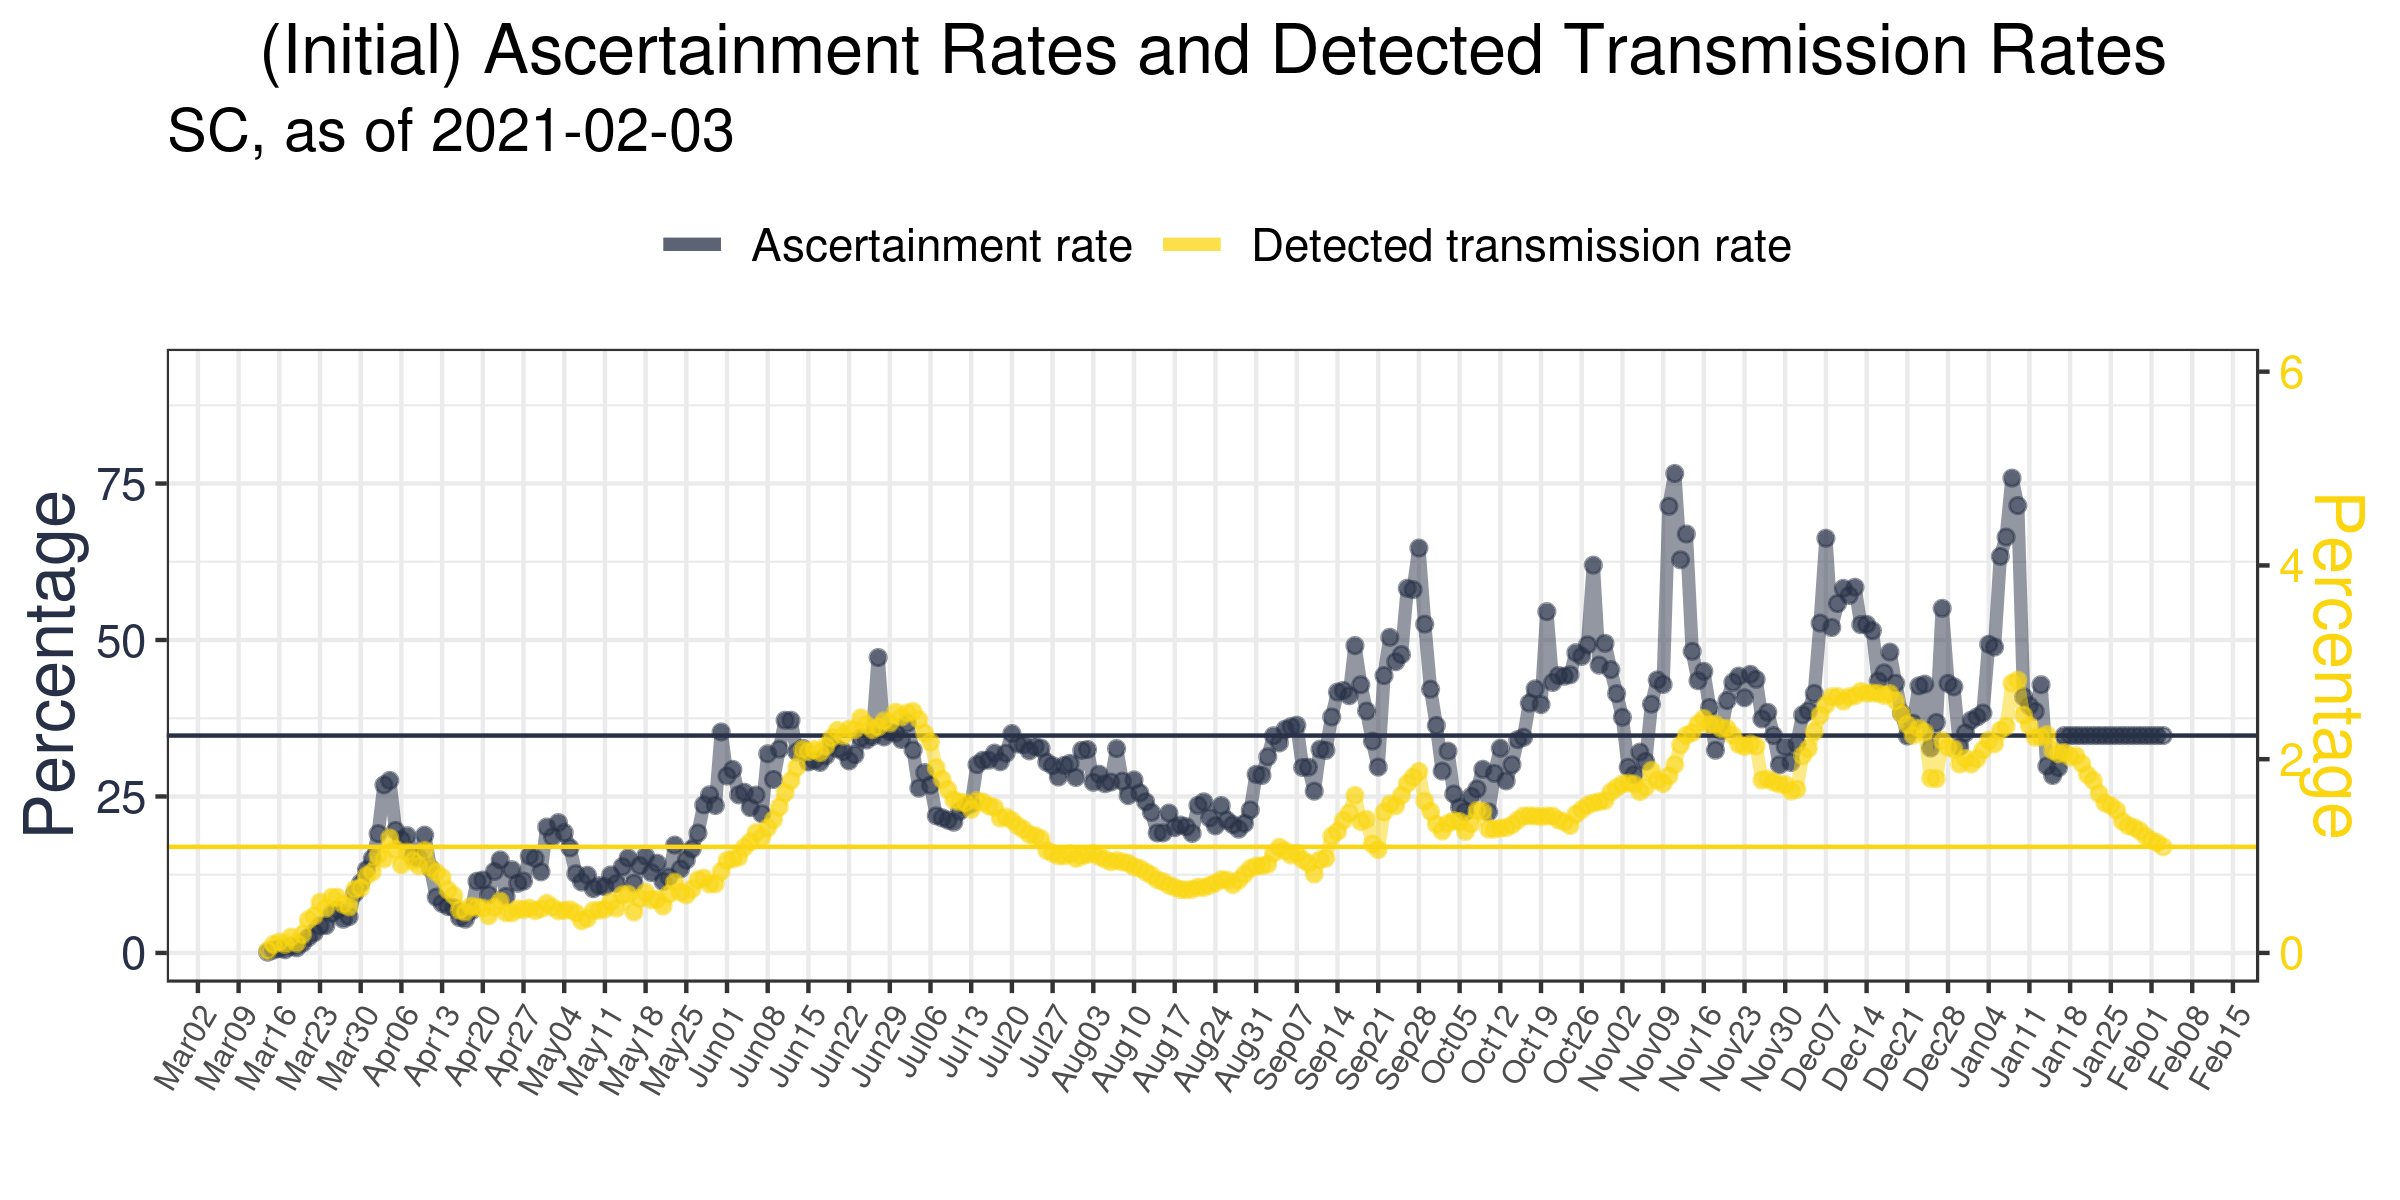 (Initial) Ascertainment Rates and Detected Transmission Rates
SC, as of 2021-02-03
Ascertainment rate Detected transmission rate
Percentage
75
50
25
0
6
4
2
0
Percentage
Mar02 Mar09 Mar16 Mar23 Mar30 Apr06 Apr13 Apr20 Apr27 May04 May11 May18 May25 Jun01 Jun08 Jun15 Jun22 Jun29 Jul06 Jul13 Jul20 Jul27 Aug03 Aug10 Aug17 Aug24 Aug31 Sep07 Sep14 Sep21 Sep28 Oct05 Oct12 Oct19 Oct26 Nov02 Nov09 Nov16 Nov23 Nov30 Dec07 Dec14 Dec21 Dec28 Jan04 Jan11 Jan18 Jan25 Feb01 Feb08 Feb15